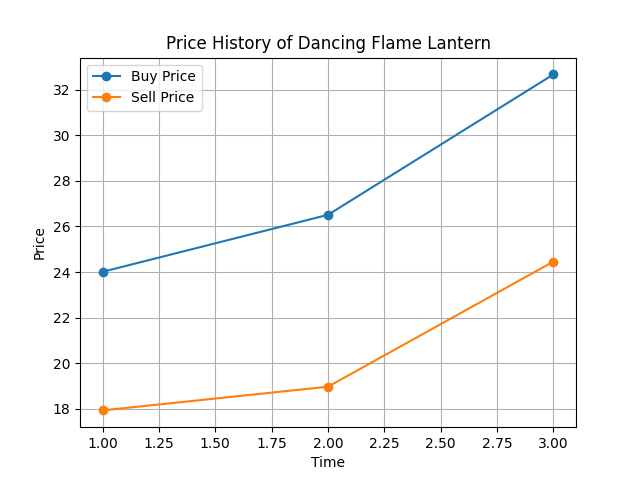 Price History of Dancing Flame Lantern
Buy Price
Sell Price
Price
32
30
28
26
24
22
20
18
1.00 1.25 1.50 1.75 2.00 2.25 2.50 2.75 3.00
Time